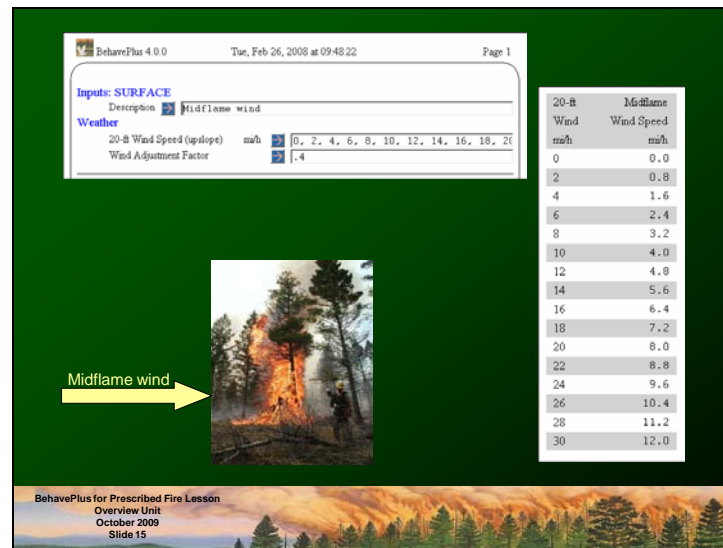 BehavePlus 4.0.0 Tue, Feb 26, 2008 at 09:48:22 Page 1
Inputs: SURFACE
Description Midflame wind
Weather
20-ft Wind Speed (upslope) mi/h 0, 2, 4, 6, 8, 10, 12, 14, 16, 18, 20
Wind Adjustment Factor .4
20-ft Midflame
Wind Wind Speed
mi/h mi/h
0 0.0
2 0.8
4 1.6
6 2.4
8 3.2
10 4.0
12 4.8
14 5.6
16 6.4
18 7.2
20 8.0
22 8.8
24 9.6
26 10.4
28 11.2
30 12.0
Midflame wind
BehavePlus for Prescribed Fire Lesson
Overview Unit
October 2009
Slide 15